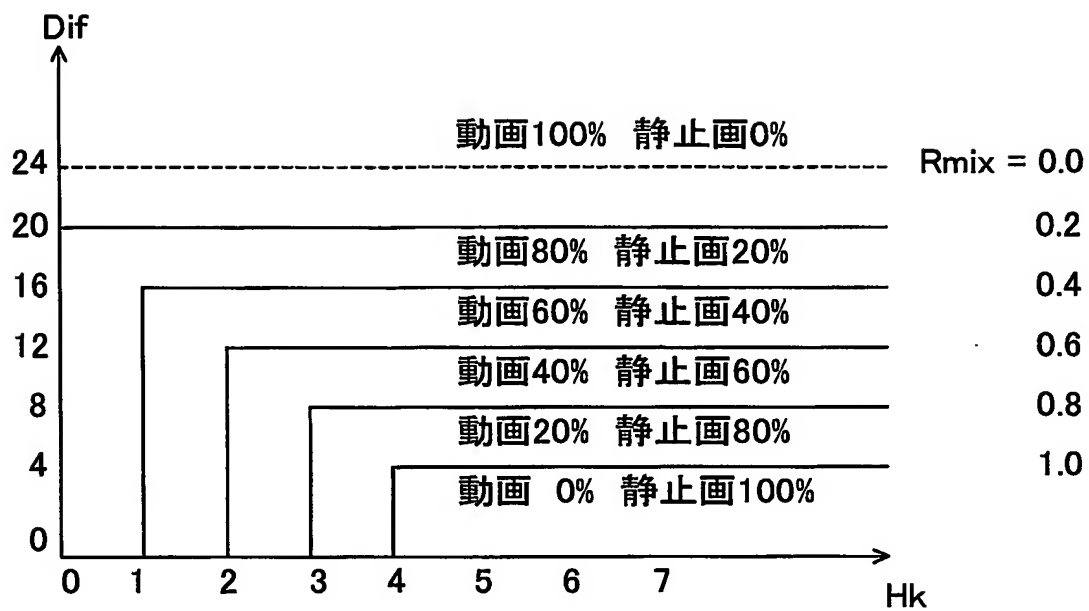 Dif
動画100% 静止画0%
24 Rmix = 0.0
20 0.2
動画80% 静止画20%
16 0.4
動画60% 静止画40%
12 0.6
動画40% 静止画60%
8 0.8
動画20% 静止画80%
4 1.0
動画 0% 静止画100%
0
0 1 2 3 4 5 6 7
Hk